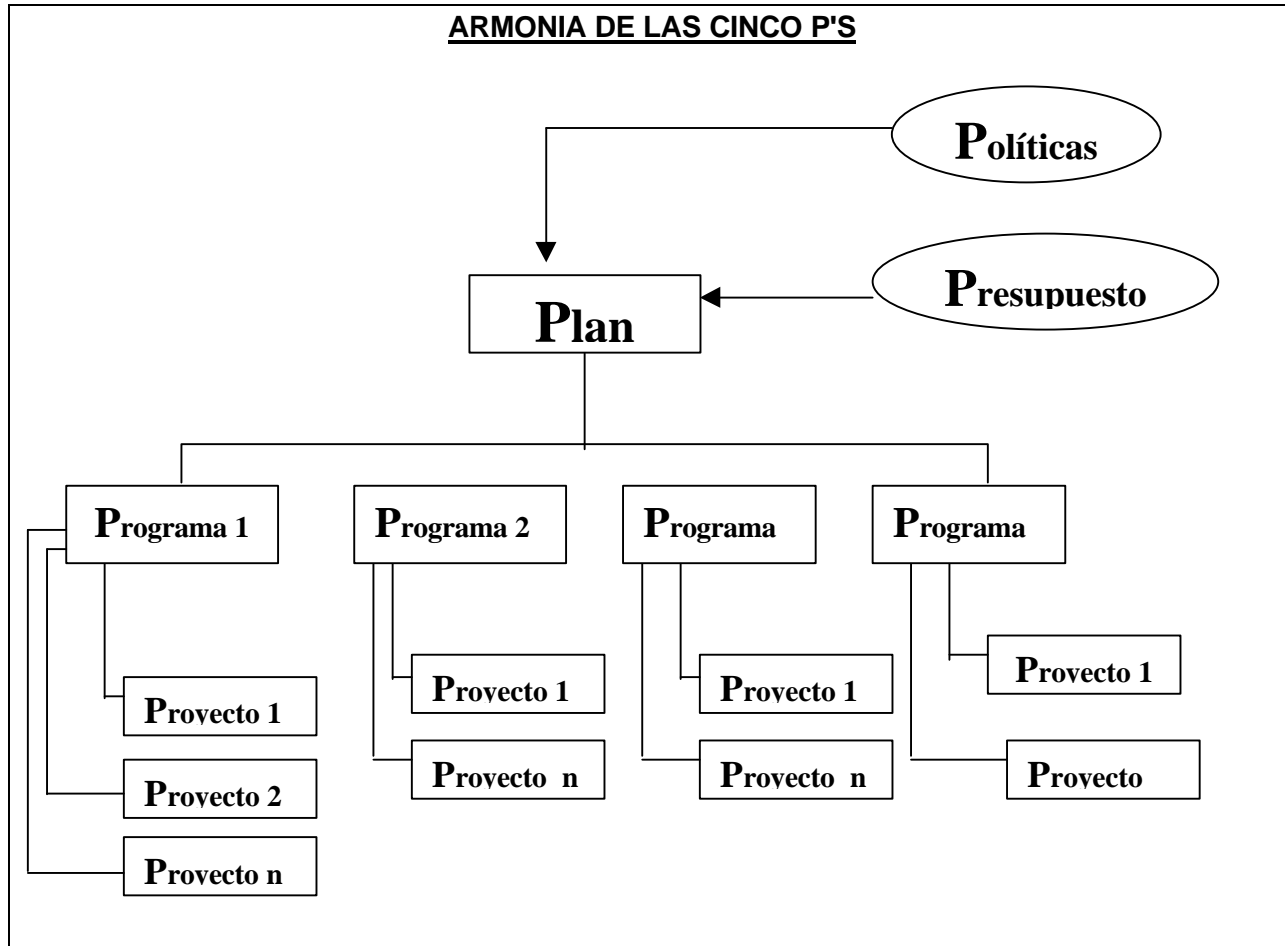 ARMONIA DE LAS CINCO P'S
Políticas
Presupuesto
Plan
Programa 1
Programa 2
Programa
Programa
Proyecto 1
Proyecto 1
Proyecto 1
Proyecto 1
Proyecto 2
Proyecto n
Proyecto n
Proyecto
Proyecto n